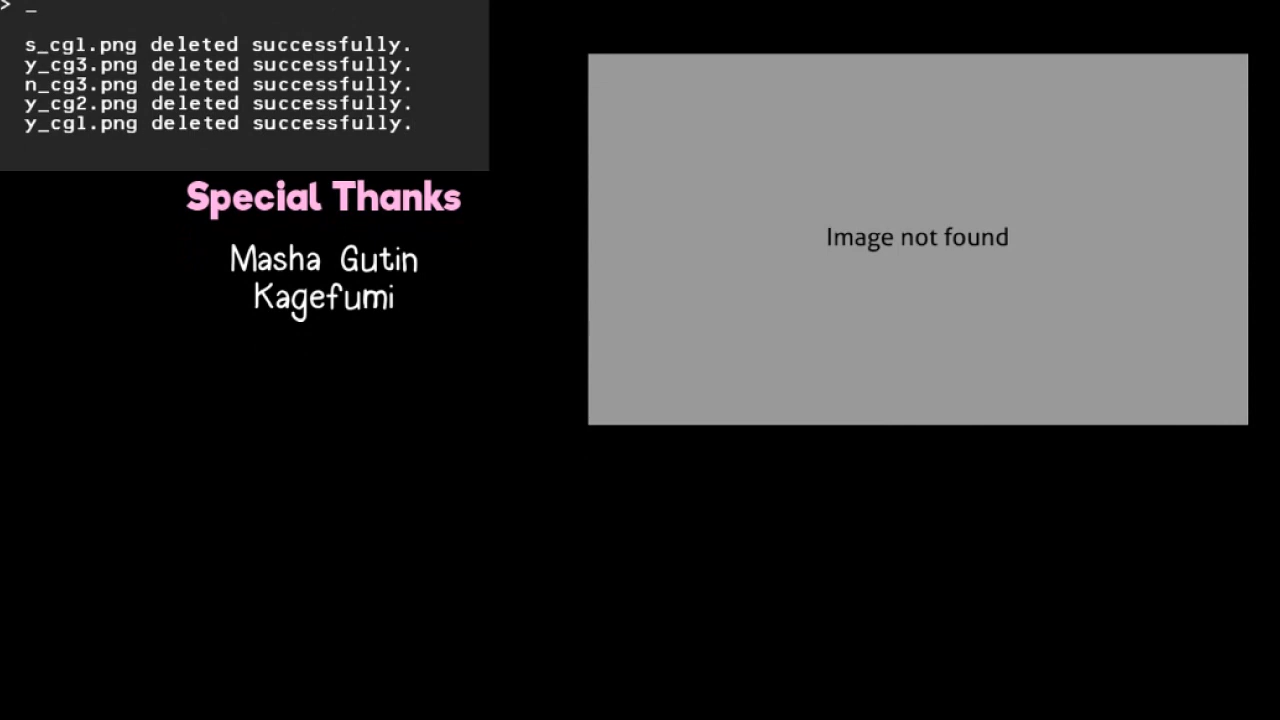 > _
s_cg1.png deleted successfully.
y_cg3.png deleted successfully.
n_cg3.png deleted successfully.
y_cg2.png deleted successfully.
y_cg1.png deleted successfully.
Special Thanks
Masha Gutin
Kagefumi
Image not found